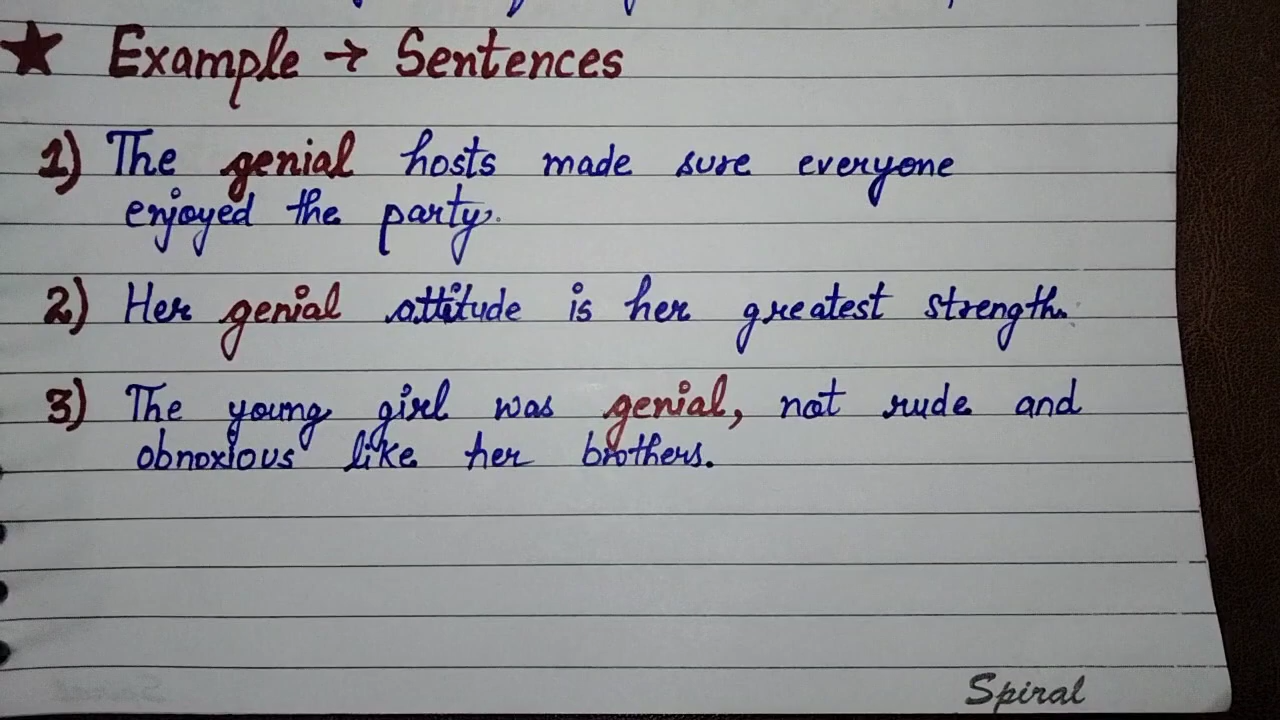 ★ Example → Sentences
1) The genial hosts made sure everyone
enjoyed the party.
2) Her genial attitude is her greatest strength.
3) The young girl was genial, not rude and
obnoxious like her brothers.
Spiral